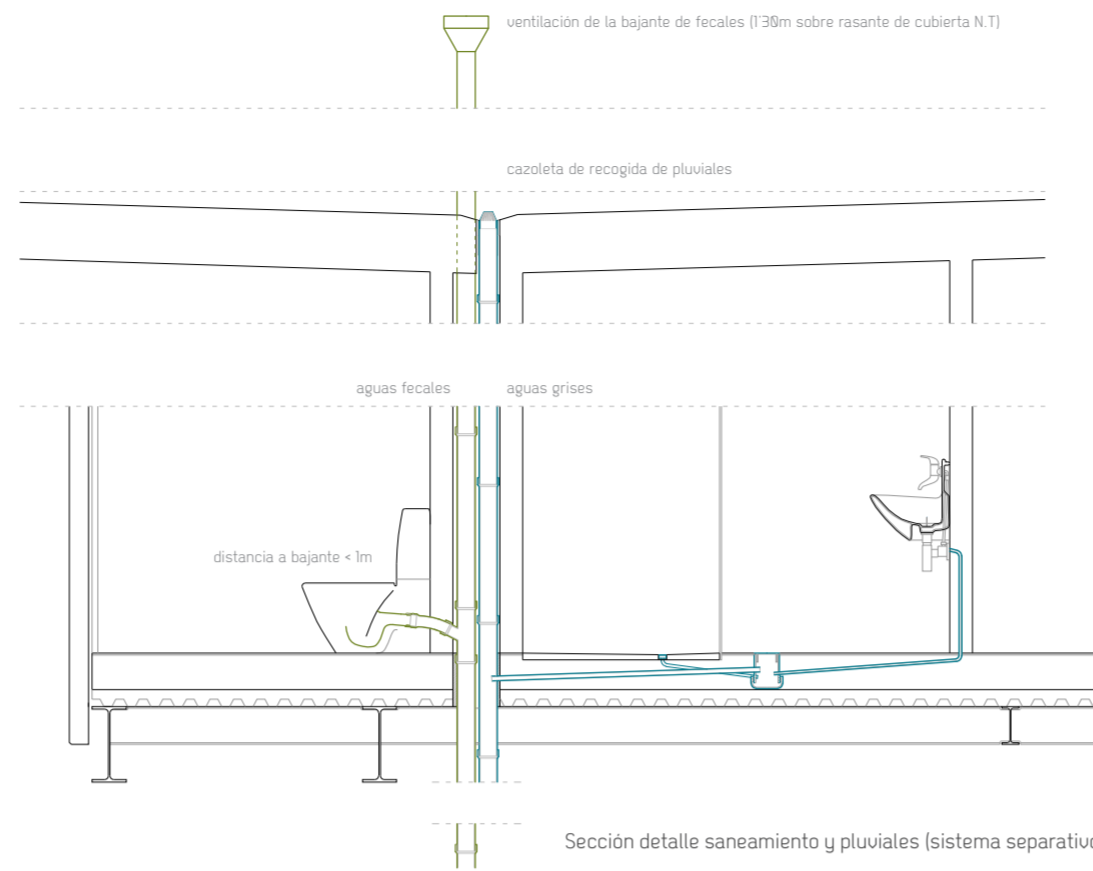 ventilación de la bajante de fecales (1'30m sobre rasante de cubierta N.T)
cazoleta de recogida de pluviales
aguas fecales
aguas grises
distancia a bajante < 1m
Sección detalle saneamiento y pluviales (sistema separativo